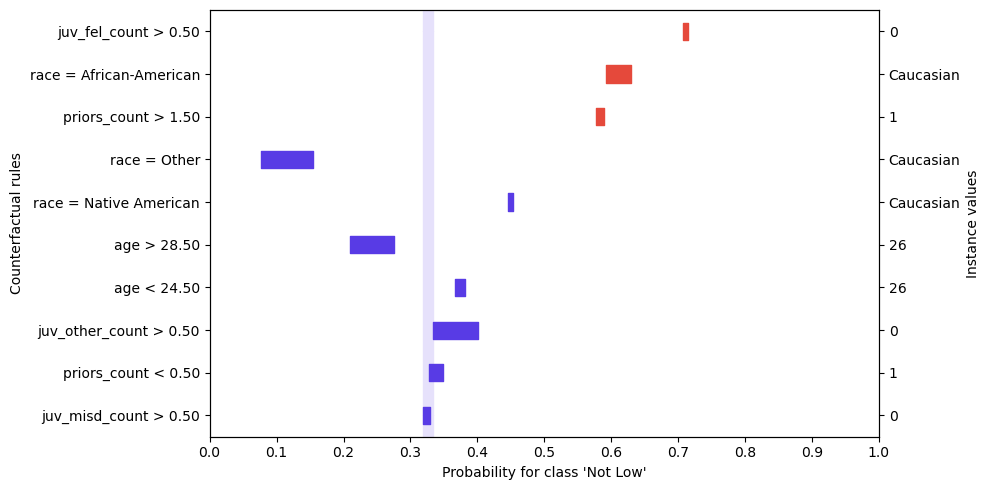 juv_fel_count > 0.50 0
race = African-American Caucasian
priors_count > 1.50 1
race = Other Caucasian
race = Native American Caucasian
age > 28.50 26
age < 24.50 26
juv_other_count > 0.50 0
priors_count < 0.50 1
juv_misd_count > 0.50 0
Counterfactual rules
Instance values
0.0 0.1 0.2 0.3 0.4 0.5 0.6 0.7 0.8 0.9 1.0
Probability for class 'Not Low'